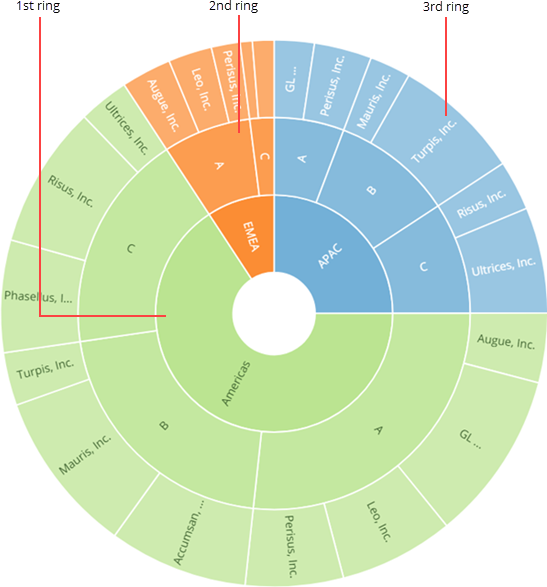 1st ring
2nd ring
3rd ring
Augue, Inc.
Leo, Inc.
Perisus, Inc.
GL ...
Perisus, Inc.
Mauris, Inc.
Turpis, Inc.
Risus, Inc.
Ultrices, Inc.
A
C
A
B
C
EMEA
APAC
Ultrices, Inc.
Risus, Inc.
Phasellus, I...
Turpis, Inc.
Mauris, Inc.
Accumsan, ...
Perisus, Inc.
Leo, Inc.
GL ...
Augue, Inc.
C
B
A
Americas